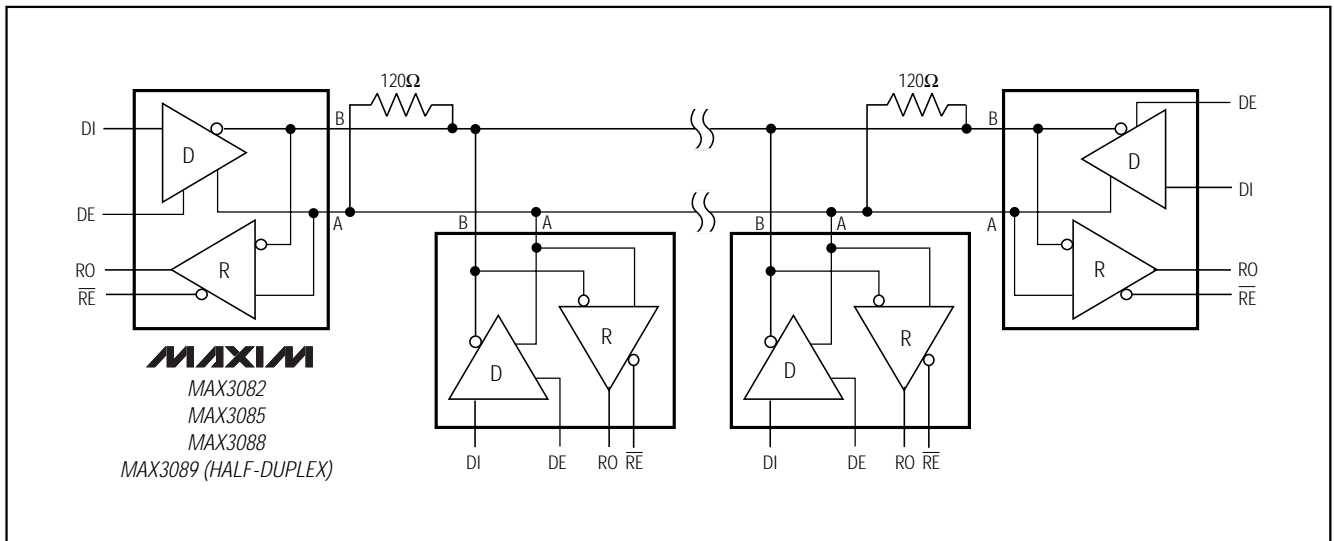 120Ω
120Ω
DI
B
D
DE
A
RO
R
RE
MAXIM
MAX3082
MAX3085
MAX3088
MAX3089 (HALF-DUPLEX)
B
A
D
R
DI
DE
RO
RE
B
A
D
R
DI
DE
RO
RE
B
DE
D
DI
A
R
RO
RE